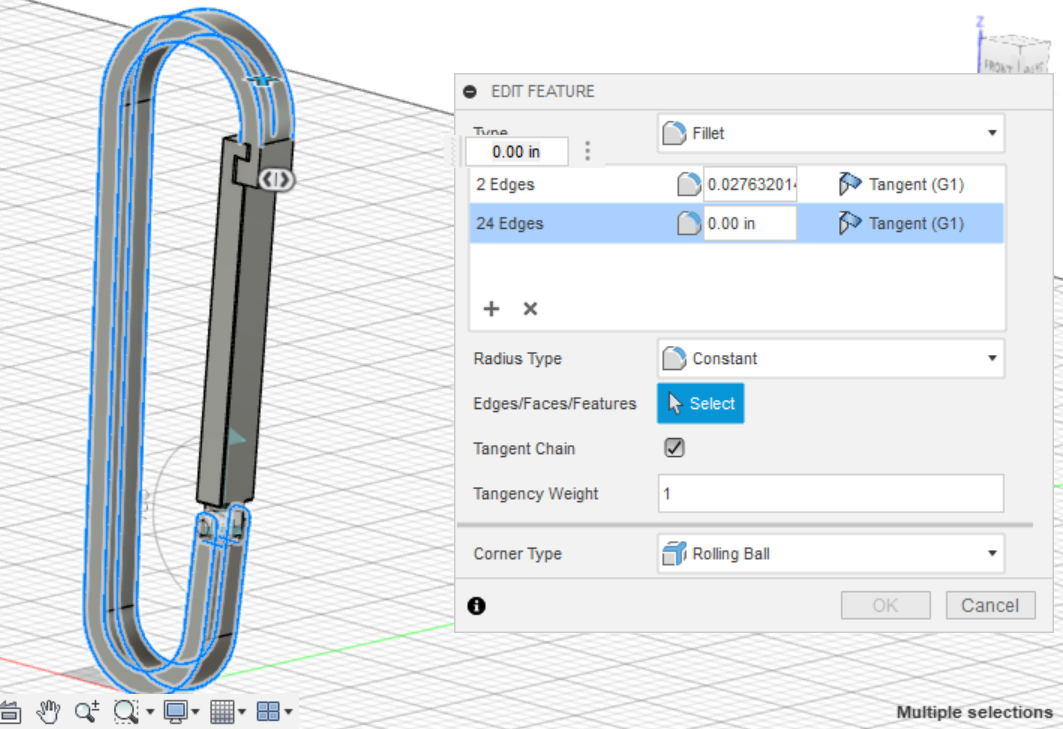 Z
FRONT
EDIT FEATURE
Type
Fillet
0.00 in
2 Edges
0.02763201
Tangent (G1)
24 Edges
0.00 in
Tangent (G1)
Radius Type
Constant
Edges/Faces/Features
Select
Tangent Chain
Tangency Weight
1
Corner Type
Rolling Ball
OK
Cancel
Multiple selections